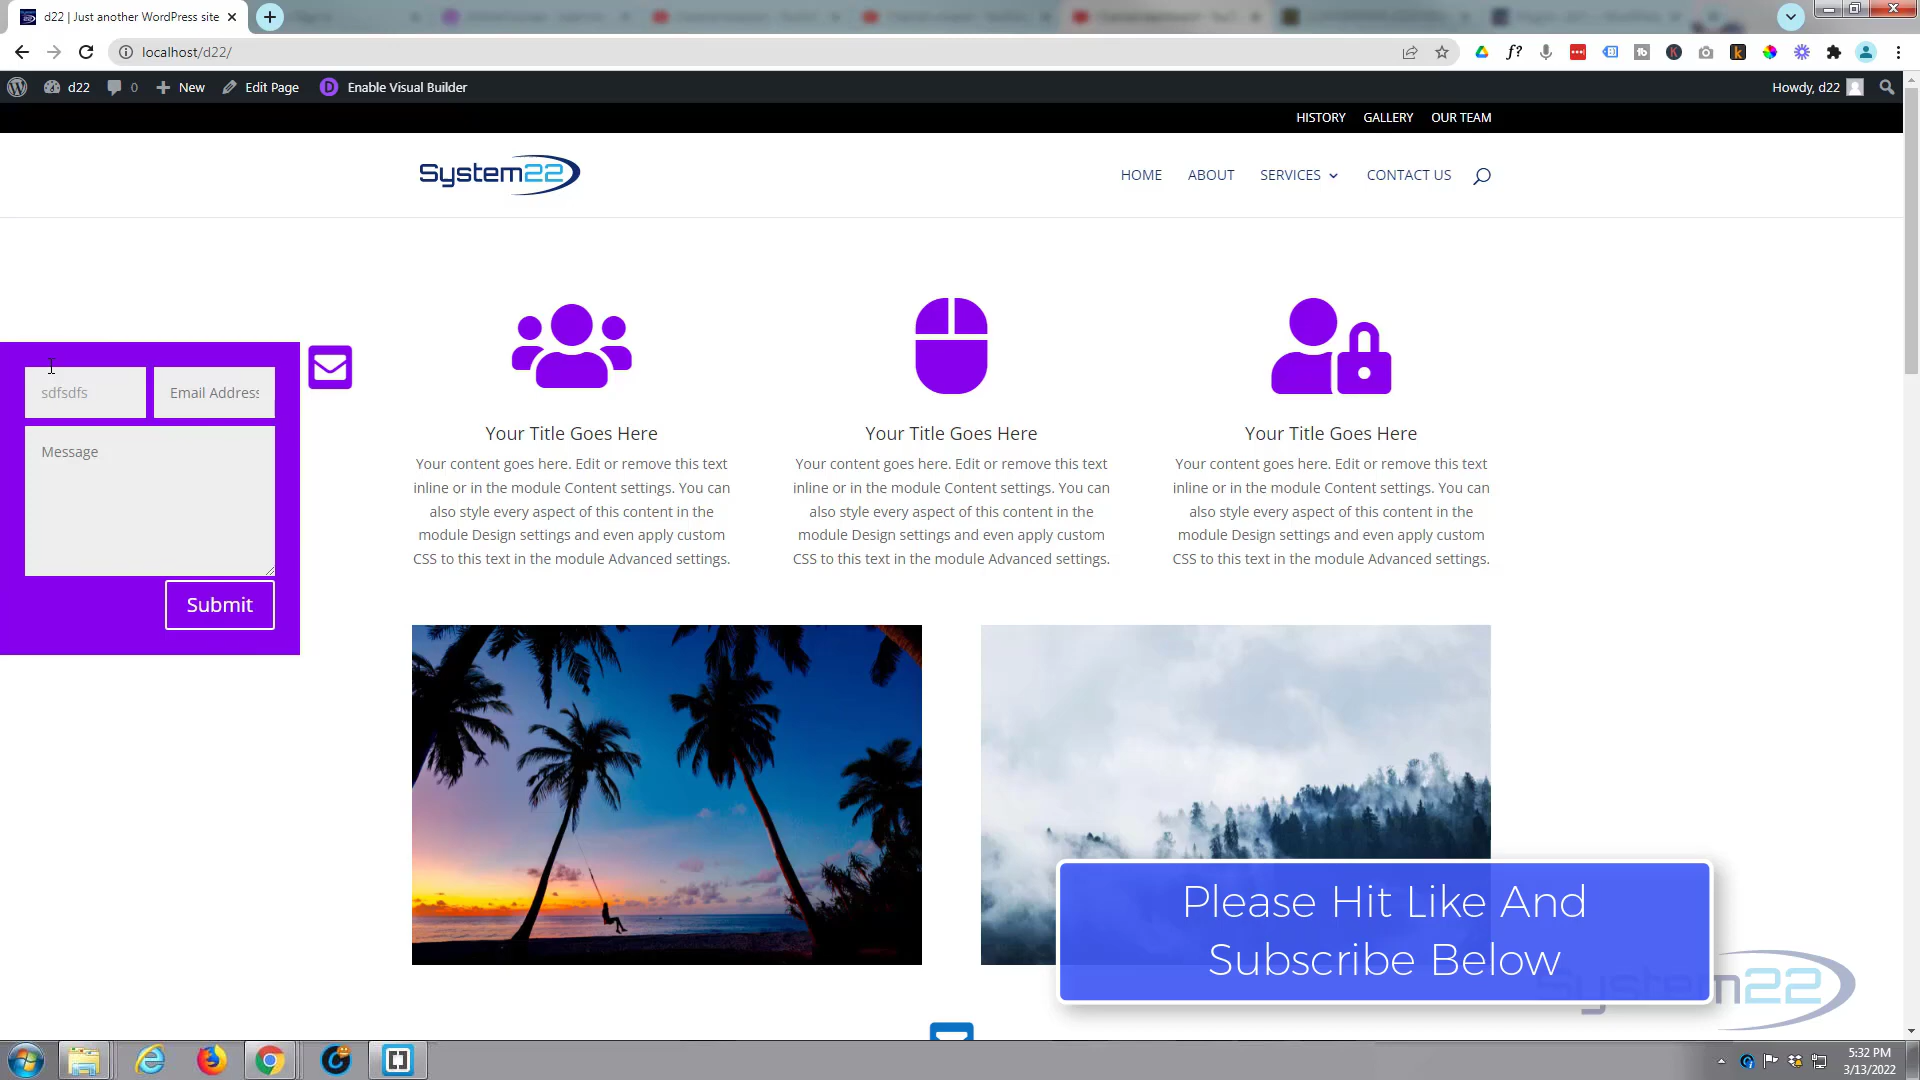 d22 | Just another WordPress site
localhost/d22/
d22 0 New Edit Page Enable Visual Builder Howdy, d22
HISTORY GALLERY OUR TEAM
System22
HOME ABOUT SERVICES CONTACT US
sdfsdfs
Email Address
Message
Submit
Your Title Goes Here
Your content goes here. Edit or remove this text
inline or in the module Content settings. You can
also style every aspect of this content in the
module Design settings and even apply custom
CSS to this text in the module Advanced settings.
Your Title Goes Here
Your content goes here. Edit or remove this text
inline or in the module Content settings. You can
also style every aspect of this content in the
module Design settings and even apply custom
CSS to this text in the module Advanced settings.
Your Title Goes Here
Your content goes here. Edit or remove this text
inline or in the module Content settings. You can
also style every aspect of this content in the
module Design settings and even apply custom
CSS to this text in the module Advanced settings.
Please Hit Like And
Subscribe Below
System22
5:32 PM
3/13/2022